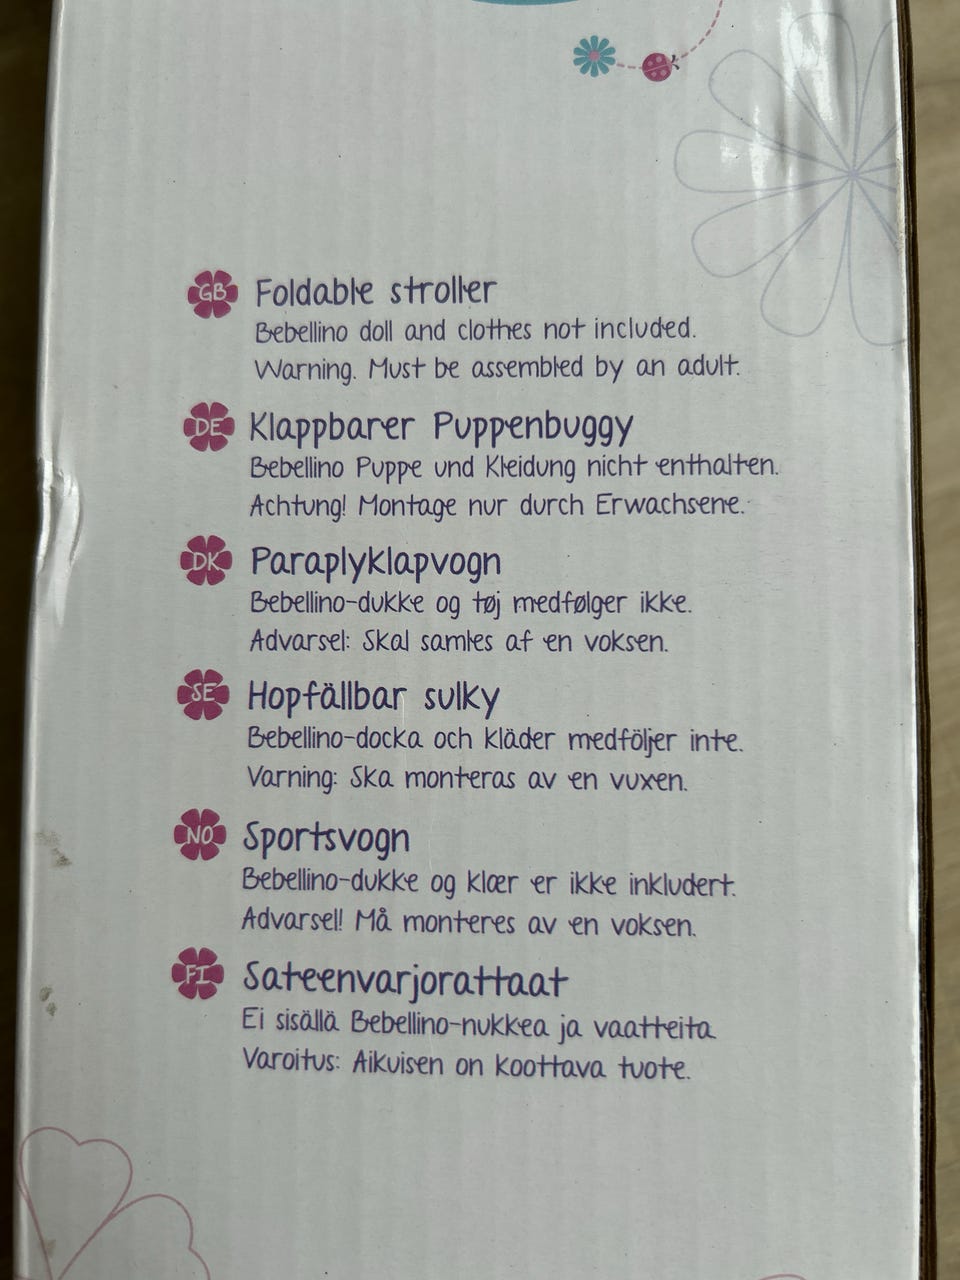 GB Foldable stroller
Bebellino doll and clothes not included.
Warning. Must be assembled by an adult.
DE Klappbarer Puppenbuggy
Bebellino Puppe und Kleidung nicht enthalten.
Achtung! Montage nur durch Erwachsene.
DK Paraplyklapvogn
Bebellino-dukke og tøj medfølger ikke.
Advarsel: Skal samles af en voksen.
SE Hopfällbar sulky
Bebellino-docka och kläder medföljer inte.
Varning: Ska monteras av en vuxen.
NO Sportsvogn
Bebellino-dukke og klær er ikke inkludert.
Advarsel! Må monteres av en voksen.
FI Sateenvarjorattaat
Ei sisällä Bebellino-nukkea ja vaatteita
Varoitus: Aikuisen on koottava tuote.